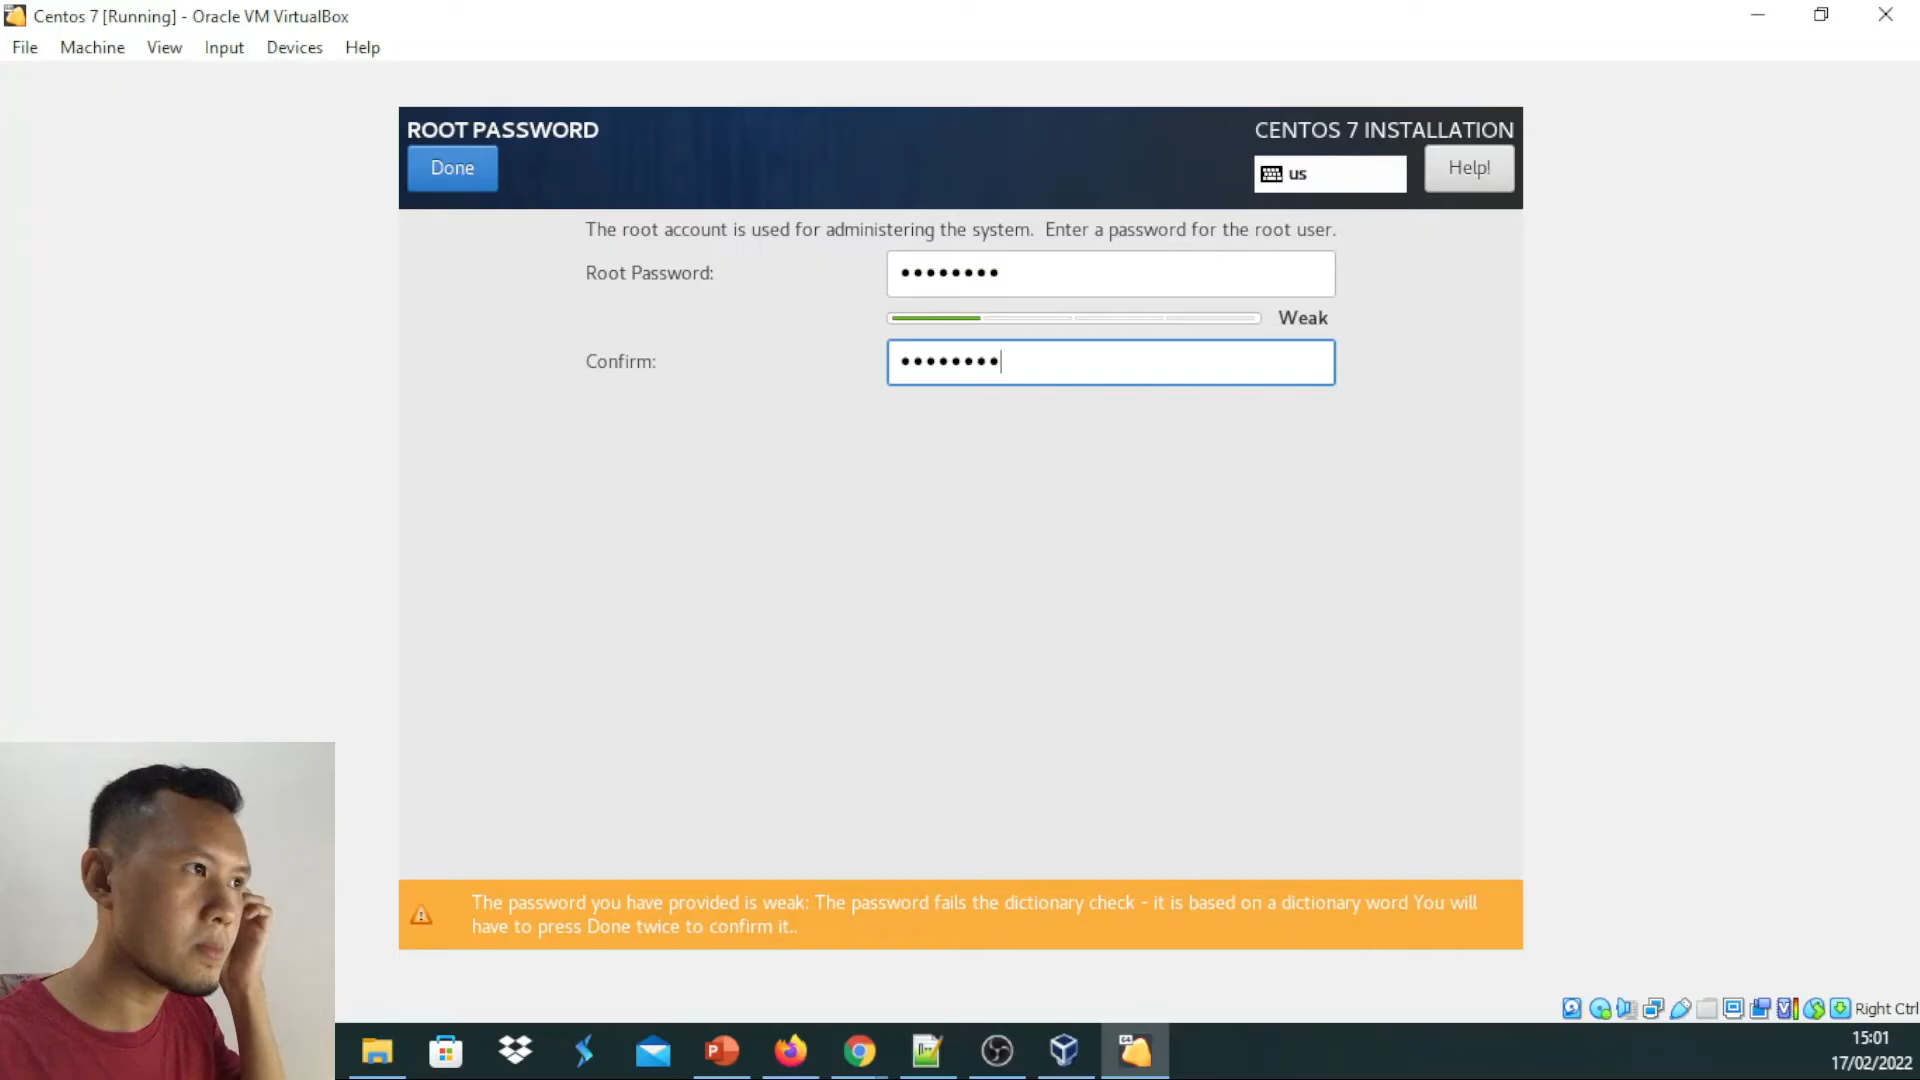 Centos 7 [Running] - Oracle VM VirtualBox
File Machine View Input Devices Help
ROOT PASSWORD
CENTOS 7 INSTALLATION
Done
us
Help!
The root account is used for administering the system. Enter a password for the root user.
Root Password:
●●●●●●●●
Weak
Confirm:
●●●●●●●●
The password you have provided is weak: The password fails the dictionary check - it is based on a dictionary word You will
have to press Done twice to confirm it..
Right Ctrl
15:01
17/02/2022